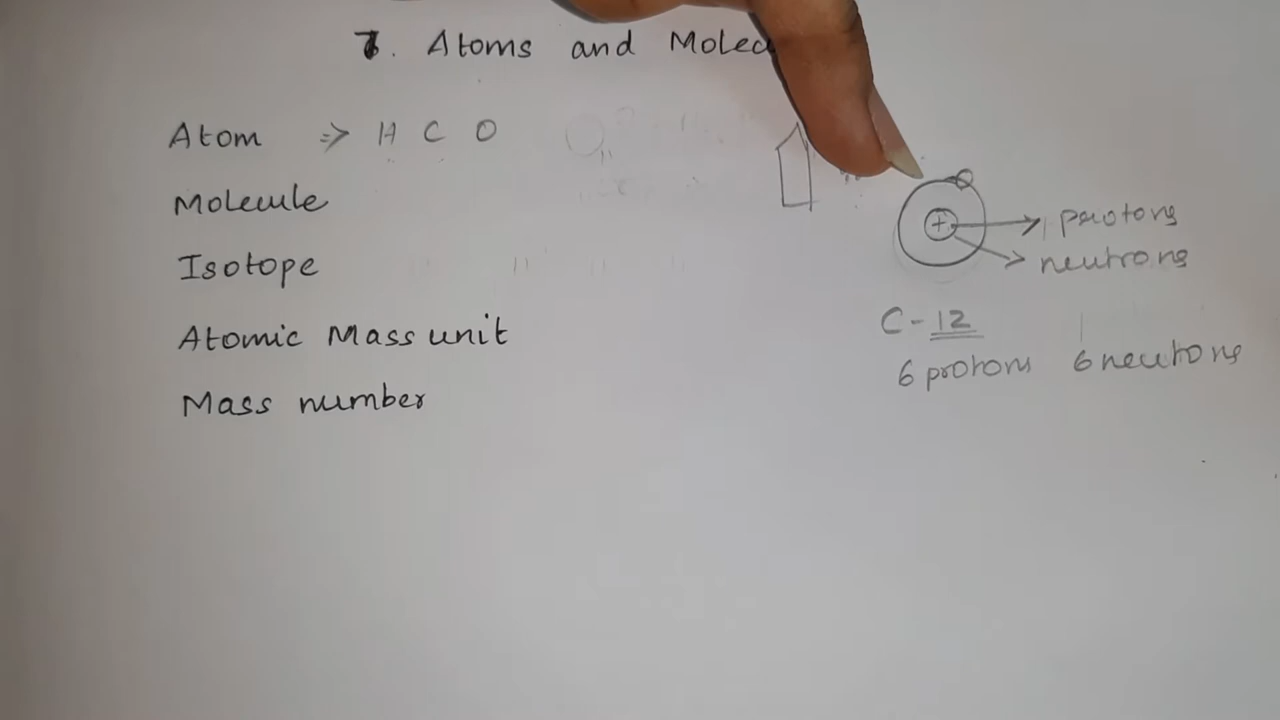 7. Atoms and Molec
Atom => H C O
Molecule
Isotope
Atomic Mass unit
Mass number
+
protons
neutrons
C-12
6 protons 6 neutrons